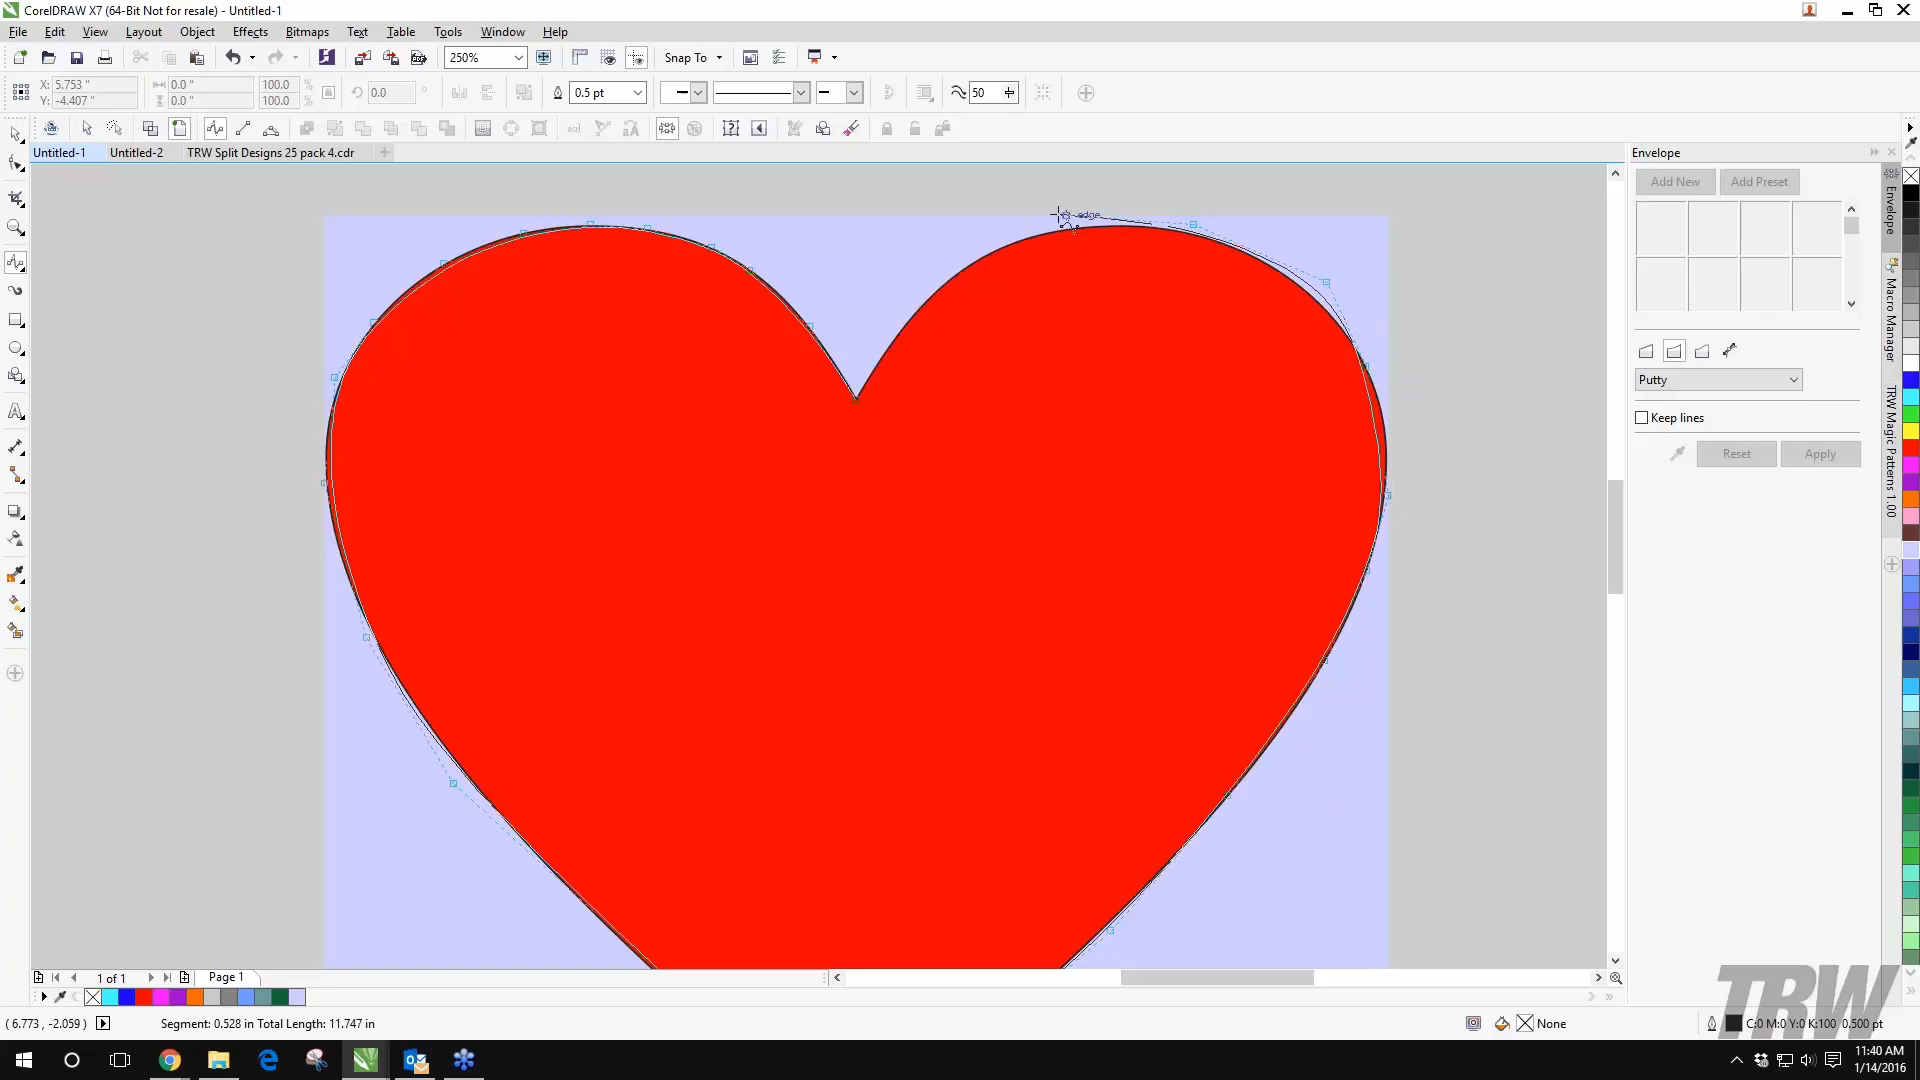 CorelDRAW X7 (64-Bit Not for resale) - Untitled-1
File Edit View Layout Object Effects Bitmaps Text Table Tools Window Help
250% Snap To
X: 5.753 " 0.0 " 100.0 % 0.0 ° 0.5 pt 50
Y: -4.407 " 0.0 " 100.0 %
Untitled-1 Untitled-2 TRW Split Designs 25 pack 4.cdr
Envelope
Add New Add Preset
Putty
Keep lines
Reset Apply
Envelope
Macro Manager
TRW Magic Patterns 1.00
edge
1 of 1 Page 1
( 6.773 , -2.059 ) Segment: 0.528 in Total Length: 11.747 in None C:0 M:0 Y:0 K:100 0.500 pt
TRW
11:40 AM
1/14/2016